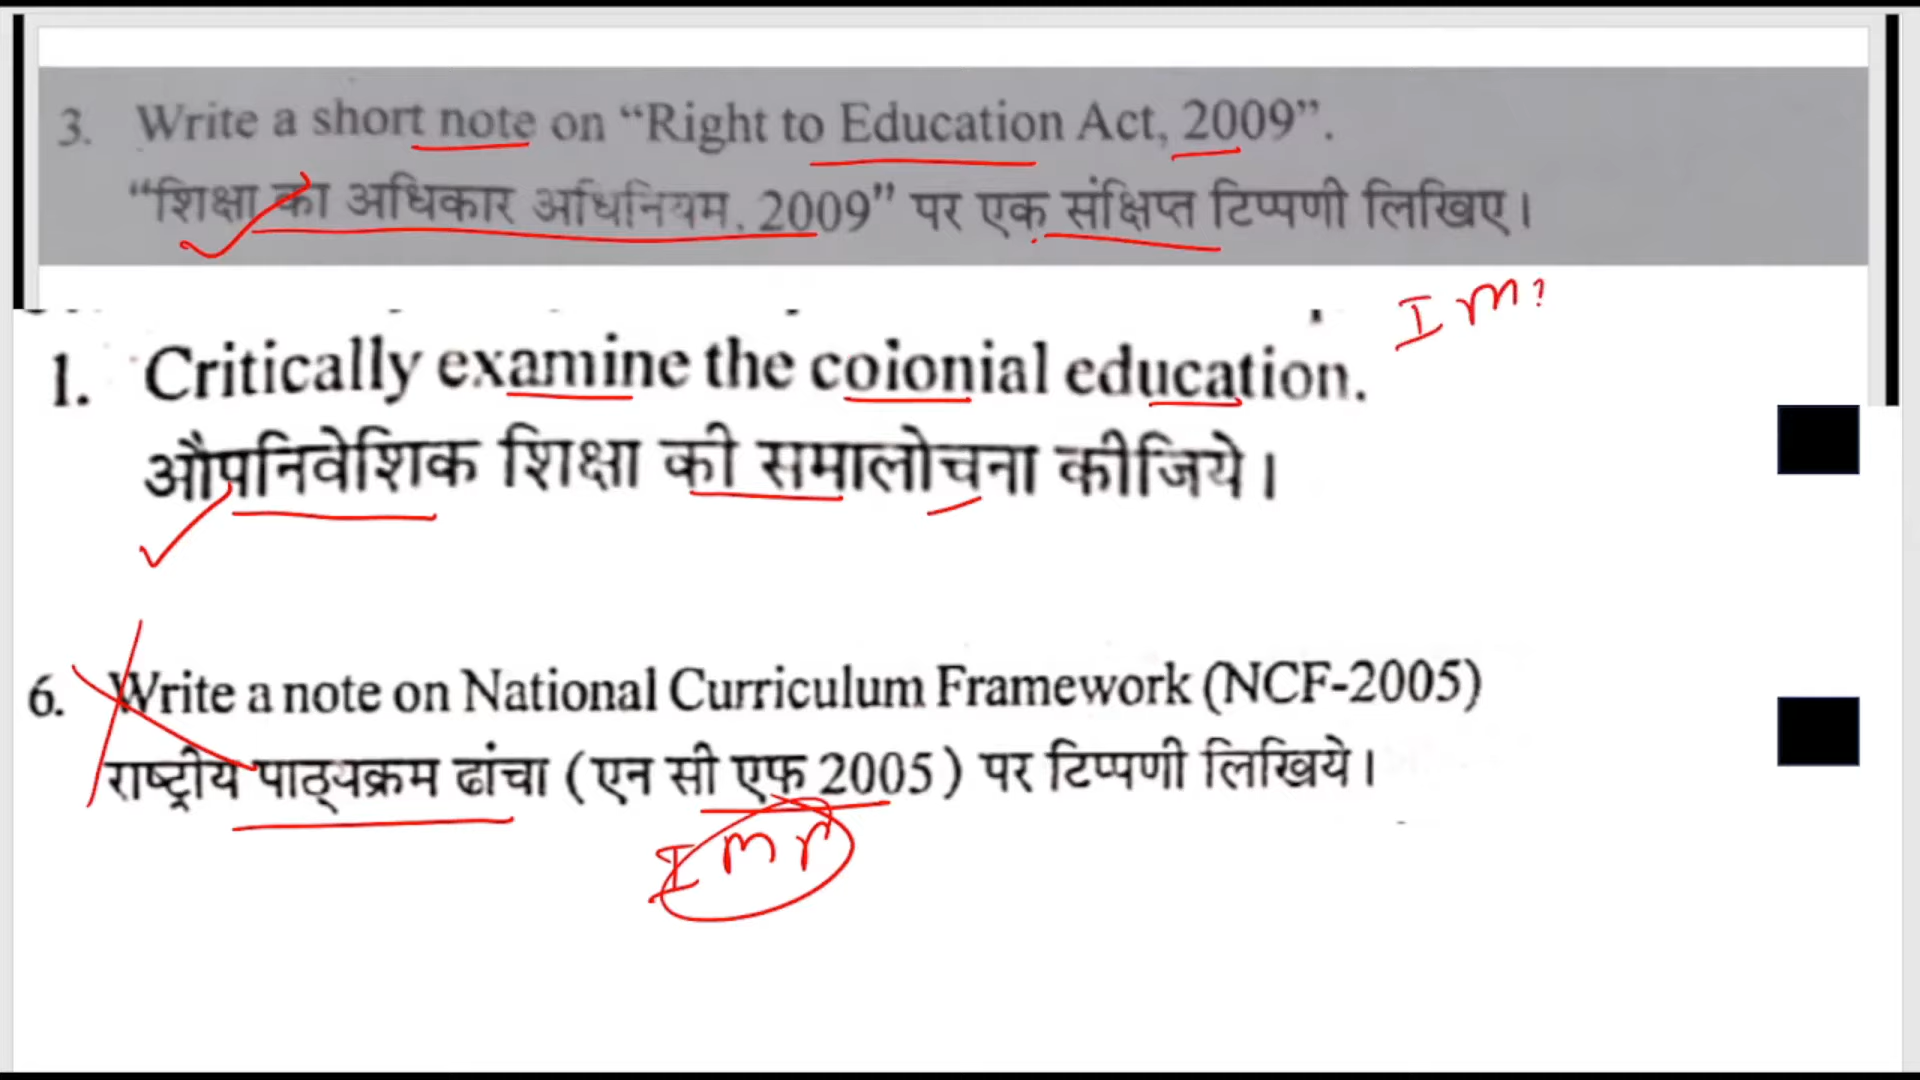 3. Write a short note on “Right to Education Act, 2009”.
“शिक्षा का अधिकार अधिनियम, 2009” पर एक संक्षिप्त टिप्पणी लिखिए।
Im?
1. Critically examine the coionial education.
औपनिवेशिक शिक्षा की समालोचना कीजिये।
6. Write a note on National Curriculum Framework (NCF-2005)
राष्ट्रीय पाठ्यक्रम ढांचा (एन सी एफ 2005) पर टिप्पणी लिखिये।